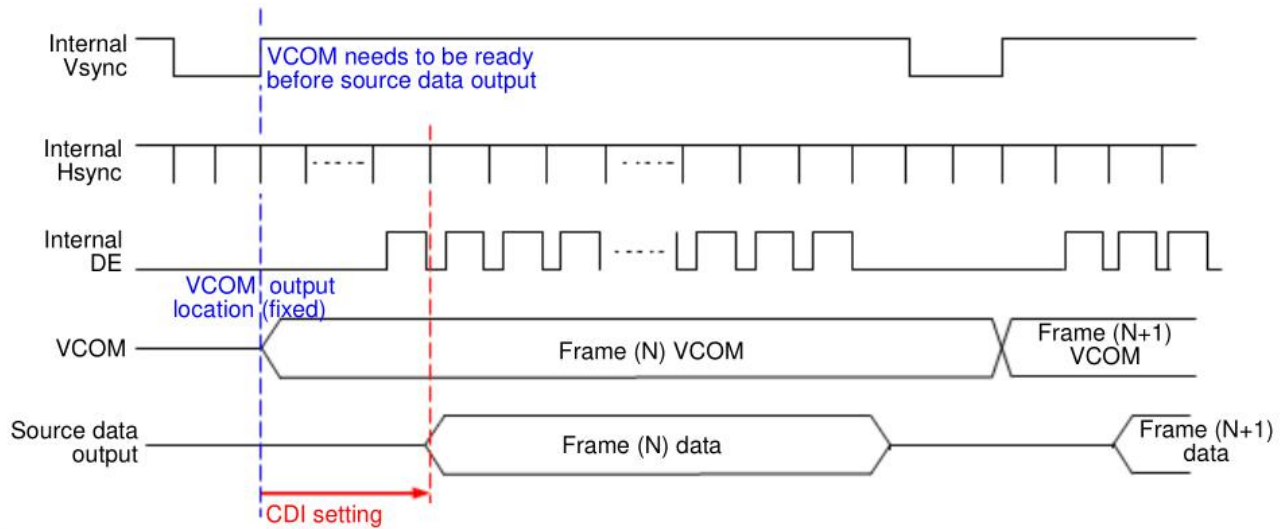 Internal
Vsync
VCOM needs to be ready
before source data output
Internal
Hsync
Internal
DE
VCOM output
location (fixed)
VCOM
Frame (N) VCOM
Frame (N+1)
VCOM
Source data
output
Frame (N) data
Frame (N+1)
data
CDI setting